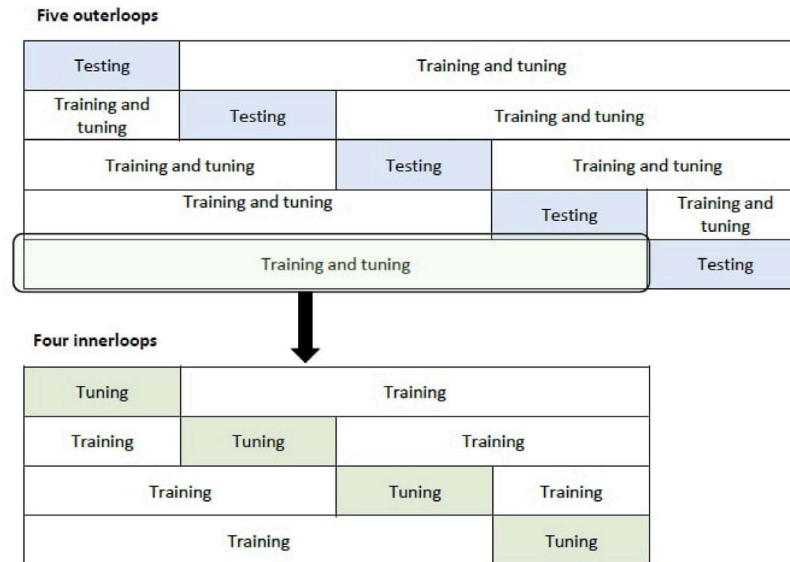 Five outerloops
Testing
Training and tuning
Training and
tuning
Testing
Training and tuning
Training and tuning
Testing
Training and tuning
Training and tuning
Testing
Training and
tuning
Training and tuning
Testing
Four innerloops
Tuning
Training
Training
Tuning
Training
Training
Tuning
Training
Training
Tuning